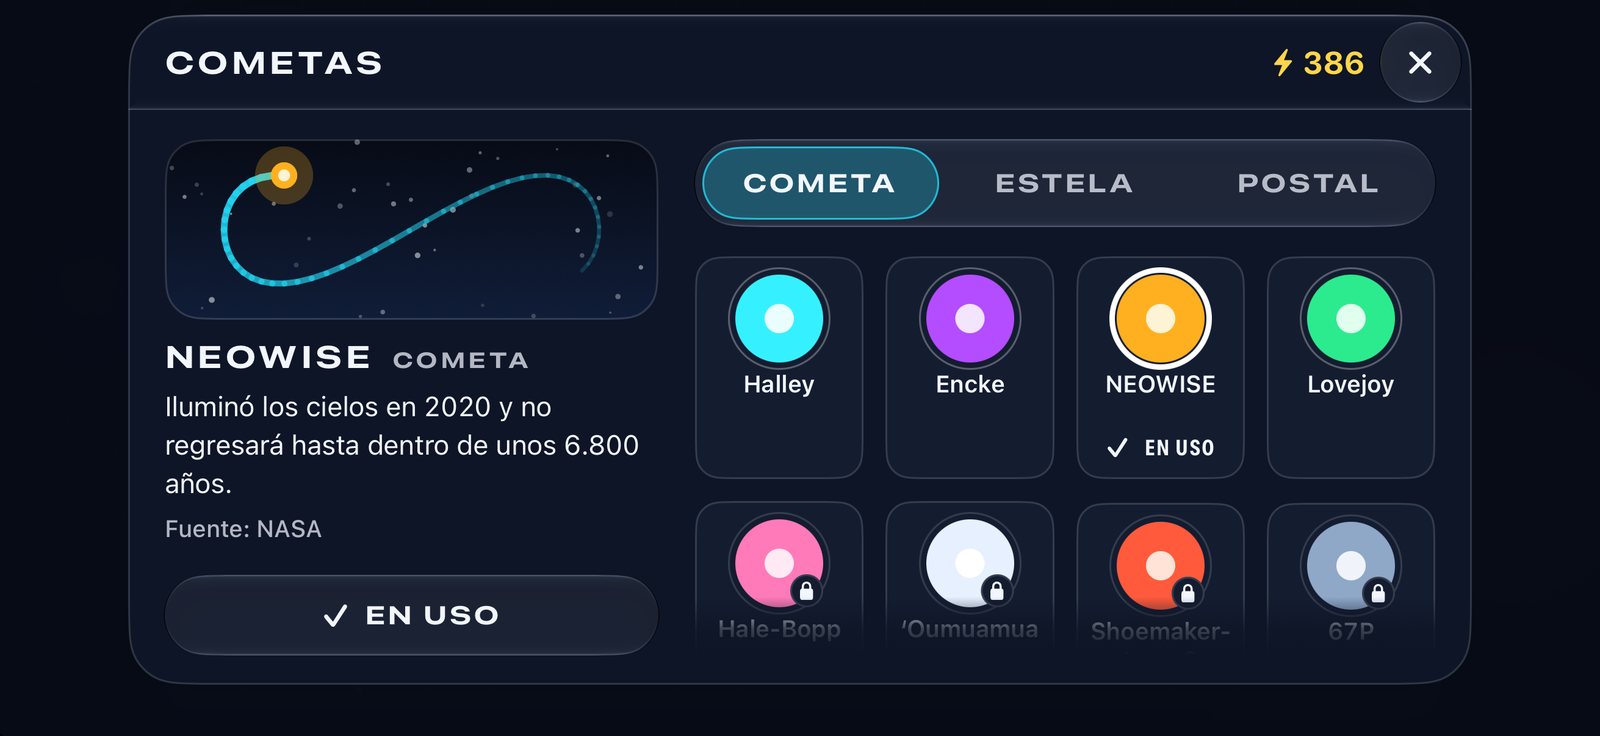 COMETAS
386
NEOWISE COMETA
Iluminó los cielos en 2020 y no
regresará hasta dentro de unos 6.800
años.
Fuente: NASA
EN USO
COMETA ESTELA POSTAL
Halley Encke NEOWISE Lovejoy
EN USO
Hale-Bopp ‘Oumuamua Shoemaker- 67P